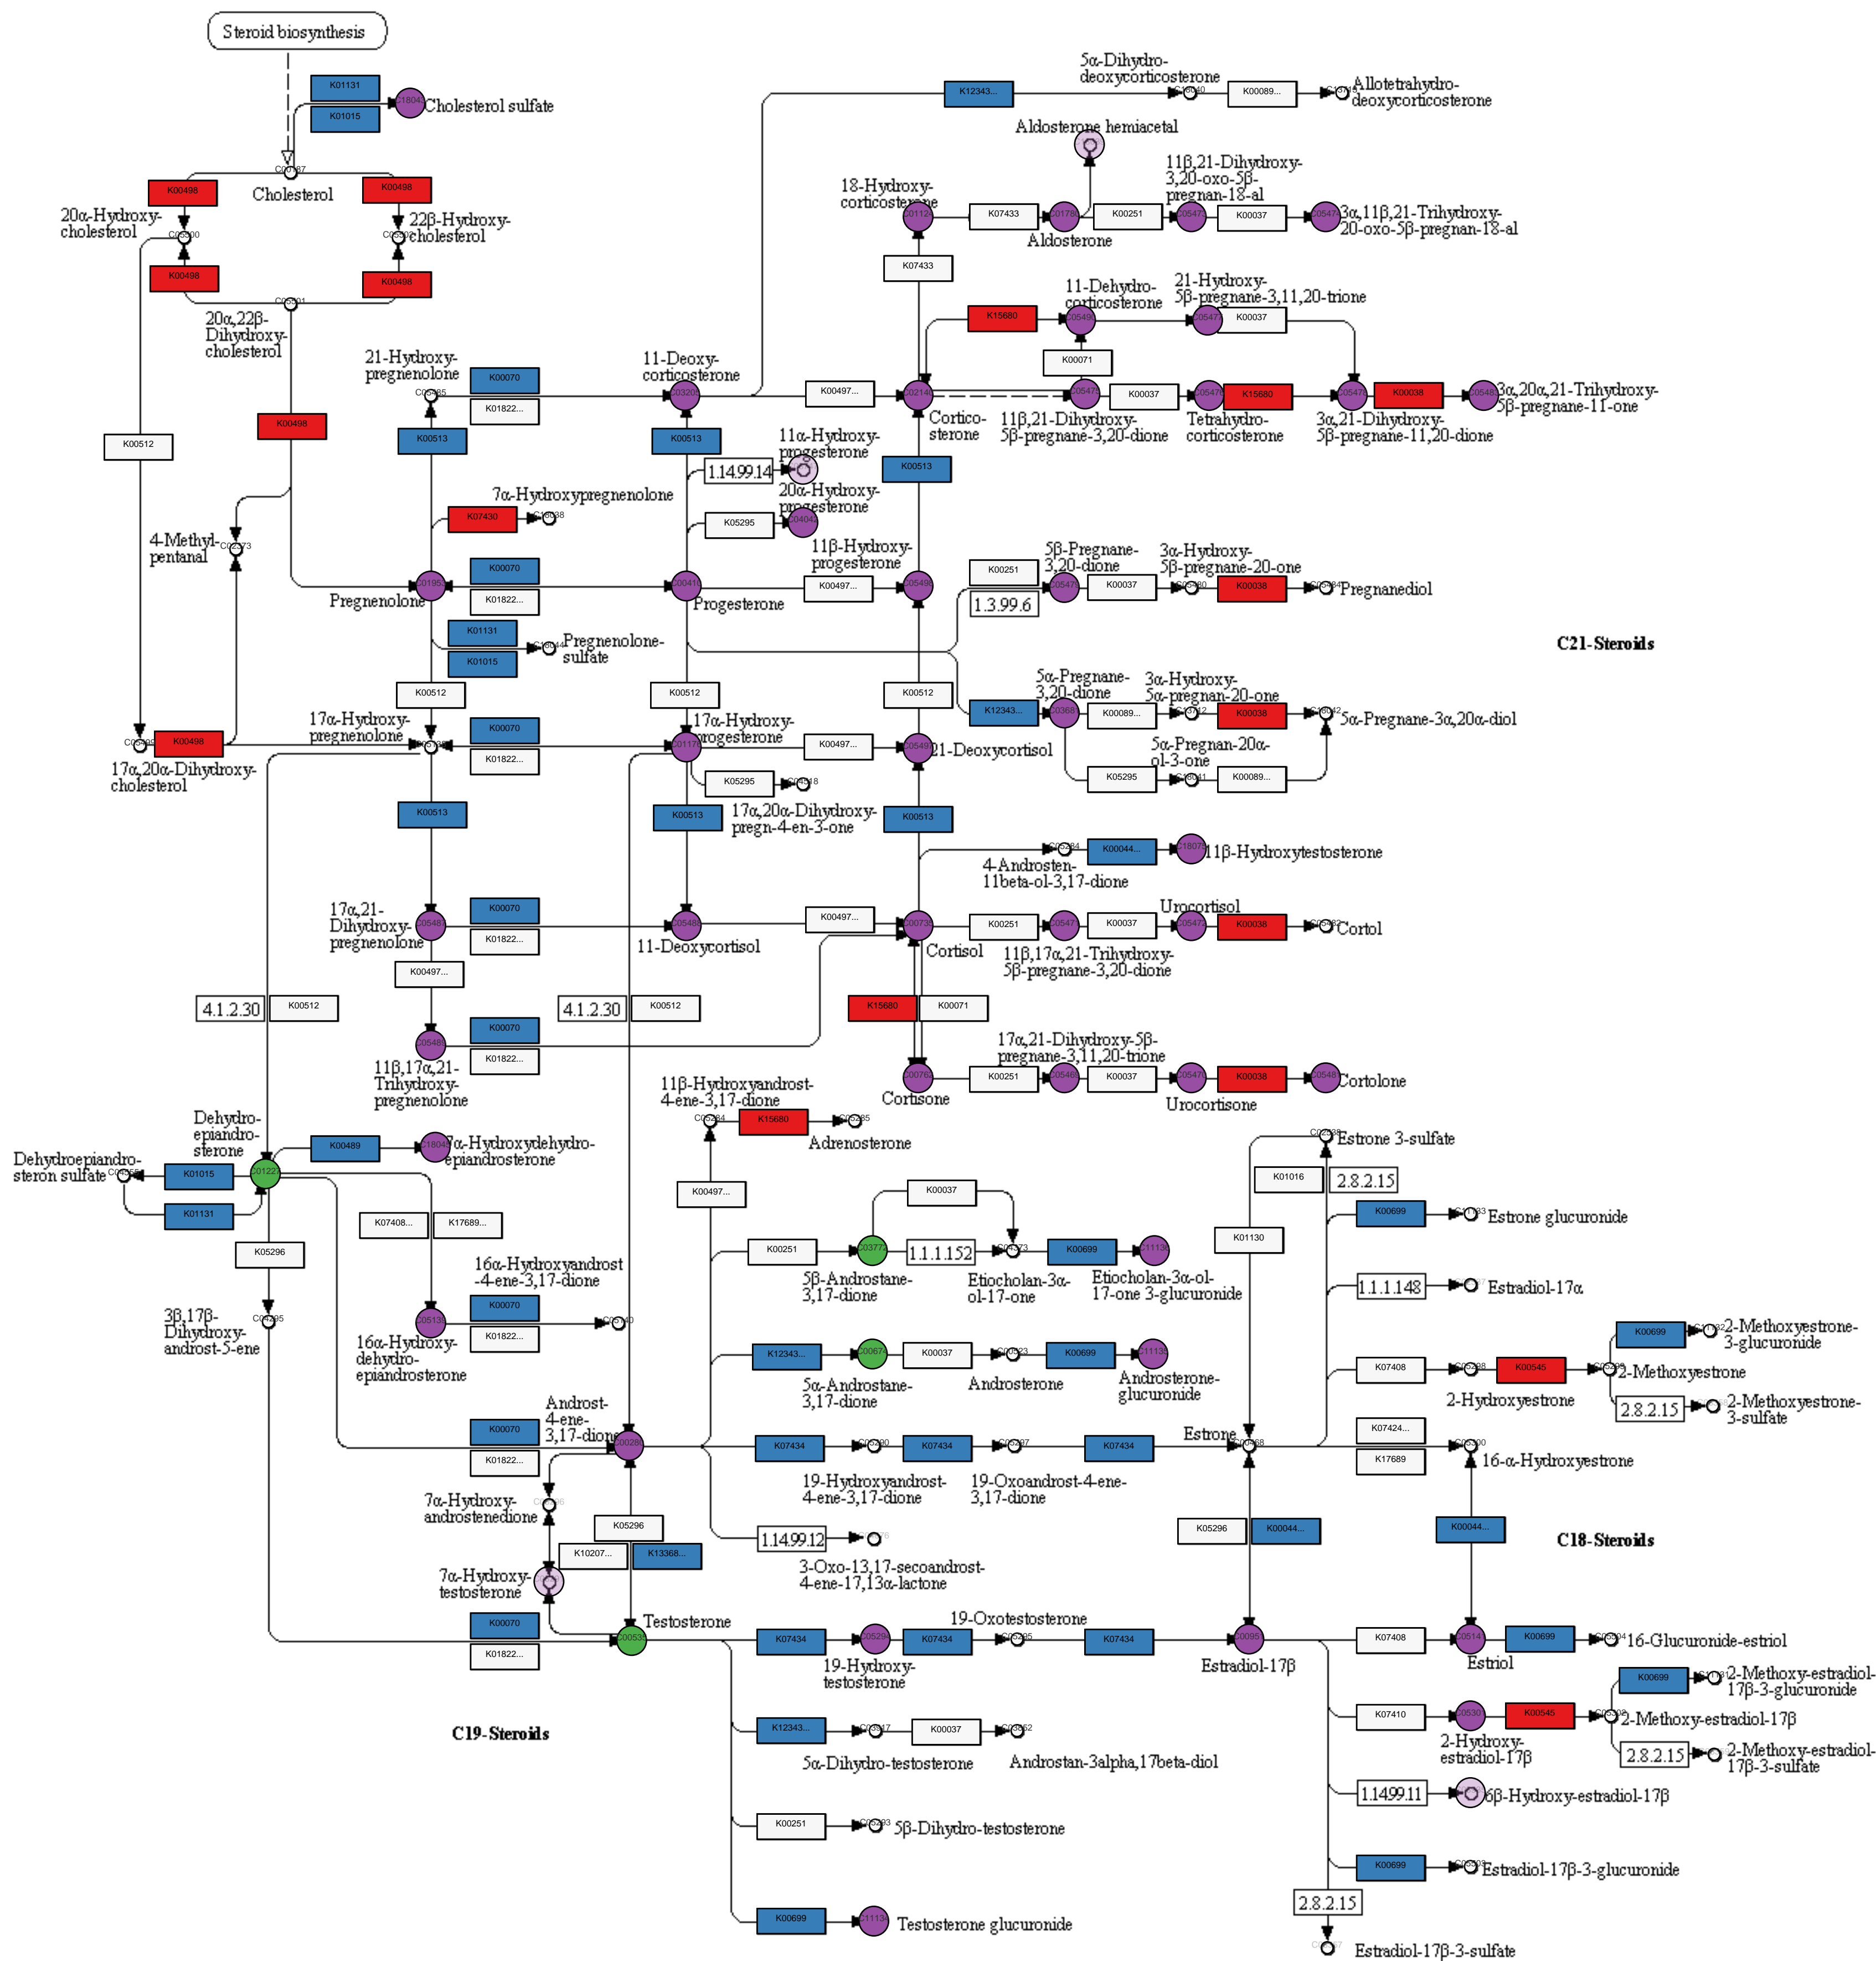 Steroid biosynthesis
K01131
Cholesterol sulfate
K01015
K00498
Cholesterol
K00498
20α-Hydroxy-
cholesterol
22β-Hydroxy-
cholesterol
K00498
K00498
20α,22β-
Dihydroxy-
cholesterol
K00512
K00498
4-Methyl-
pentanal
K00498
17α,20α-Dihydroxy-
cholesterol
5α-Dihydro-
deoxycorticosterone
K12343...
K00089...
Allotetrahydro-
deoxycorticosterone
Aldosterone hemiacetal
18-Hydroxy-
corticosterone
11β,21-Dihydroxy-
3,20-oxo-5β-
pregnan-18-al
K07433
K00251
K00037
3α,11β,21-Trihydroxy-
20-oxo-5β-pregnan-18-al
Aldosterone
K07433
11-Dehydro-
corticosterone
21-Hydroxy-
5β-pregnane-3,11,20-trione
K15680
K00037
K00071
21-Hydroxy-
pregnenolone
K00070
K01822...
11-Deoxy-
corticosterone
K00497...
Cortico-
sterone
11β,21-Dihydroxy-
5β-pregnane-3,20-dione
K00037
Tetrahydro-
corticosterone
K15680
3α,21-Dihydroxy-
5β-pregnane-11,20-dione
K00038
3α,20α,21-Trihydroxy-
5β-pregnane-11-one
K00513
K00513
K00513
11α-Hydroxy-
progesterone
1.14.99.14
7α-Hydroxypregnenolone
K07430
20α-Hydroxy-
progesterone
K05295
11β-Hydroxy-
progesterone
Pregnenolone
K00070
K01822...
Progesterone
K00497...
K00251
1.3.99.6
5β-Pregnane-
3,20-dione
K00037
3α-Hydroxy-
5β-pregnane-20-one
K00038
Pregnanediol
K01131
K01015
Pregnenolone-
sulfate
C21-Steroids
K00512
K00512
K00512
5α-Pregnane-
3,20-dione
K12343...
K00089...
3α-Hydroxy-
5α-pregnan-20-one
K00038
5α-Pregnane-3α,20α-diol
K05295
5α-Pregnan-20α-
ol-3-one
K00089...
17α-Hydroxy-
pregnenolone
K00070
K01822...
17α-Hydroxy-
progesterone
K00497...
21-Deoxycortisol
K05295
17α,20α-Dihydroxy-
pregn-4-en-3-one
K00513
K00513
K00513
4-Androsten-
11beta-ol-3,17-dione
K00044...
11β-Hydroxytestosterone
17α,21-
Dihydroxy-
pregnenolone
K00070
K01822...
11-Deoxycortisol
K00497...
Cortisol
K00251
11β,17α,21-Trihydroxy-
5β-pregnane-3,20-dione
K00037
Urocortisol
K00038
Cortol
K00497...
4.1.2.30
K00512
4.1.2.30
K00512
K15680
K00071
11β,17α,21-
Trihydroxy-
pregnenolone
K00070
K01822...
17α,21-Dihydroxy-5β-
pregnane-3,11,20-trione
Cortisone
K00251
K00037
Urocortisone
K00038
Cortolone
Dehydro-
epiandro-
sterone
K00489
7α-Hydroxydehydro-
epiandrosterone
Dehydroepiandro-
steron sulfate
K01015
K01131
K05296
K07408...
K17689...
11β-Hydroxyandrost-
4-ene-3,17-dione
K15680
Adrenosterone
K00497...
K00037
K00251
5β-Androstane-
3,17-dione
1.1.1.152
Etiocholan-3α-
ol-17-one
K00699
Etiocholan-3α-ol-
17-one 3-glucuronide
3β,17β-
Dihydroxy-
androst-5-ene
16α-Hydroxyandrost
-4-ene-3,17-dione
K00070
K01822...
16α-Hydroxy-
dehydro-
epiandrosterone
K12343...
5α-Androstane-
3,17-dione
K00037
Androsterone
K00699
Androsterone-
glucuronide
Androst-
4-ene-
3,17-dione
K00070
K01822...
K07434
19-Hydroxyandrost-
4-ene-3,17-dione
K07434
19-Oxoandrost-4-ene-
3,17-dione
K07434
Estrone
7α-Hydroxy-
androstenedione
K05296
K10207...
K13368...
1.14.99.12
3-Oxo-13,17-secoandrost-
4-ene-17,13α-lactone
7α-Hydroxy-
testosterone
Testosterone
K00070
K01822...
K07434
19-Hydroxy-
testosterone
K07434
19-Oxotestosterone
K07434
Estradiol-17β
C19-Steroids
K12343...
5α-Dihydro-testosterone
K00037
Androstan-3alpha,17beta-diol
K00251
5β-Dihydro-testosterone
K00699
Testosterone glucuronide
Estrone 3-sulfate
K01016
2.8.2.15
K01130
K00699
Estrone glucuronide
1.1.1.148
Estradiol-17α
K07408
2-Hydroxyestrone
K00545
K00699
2-Methoxyestrone-
3-glucuronide
2-Methoxyestrone
2.8.2.15
2-Methoxyestrone-
3-sulfate
K07424...
K17689
16-α-Hydroxyestrone
K05296
K00044...
K00044...
C18-Steroids
K07408
Estriol
K00699
16-Glucuronide-estriol
K07410
2-Hydroxy-
estradiol-17β
K00545
K00699
2-Methoxy-estradiol-
17β-3-glucuronide
2-Methoxy-estradiol-17β
2.8.2.15
2-Methoxy-estradiol-
17β-3-sulfate
1.14.99.11
6β-Hydroxy-estradiol-17β
K00699
Estradiol-17β-3-glucuronide
2.8.2.15
Estradiol-17β-3-sulfate